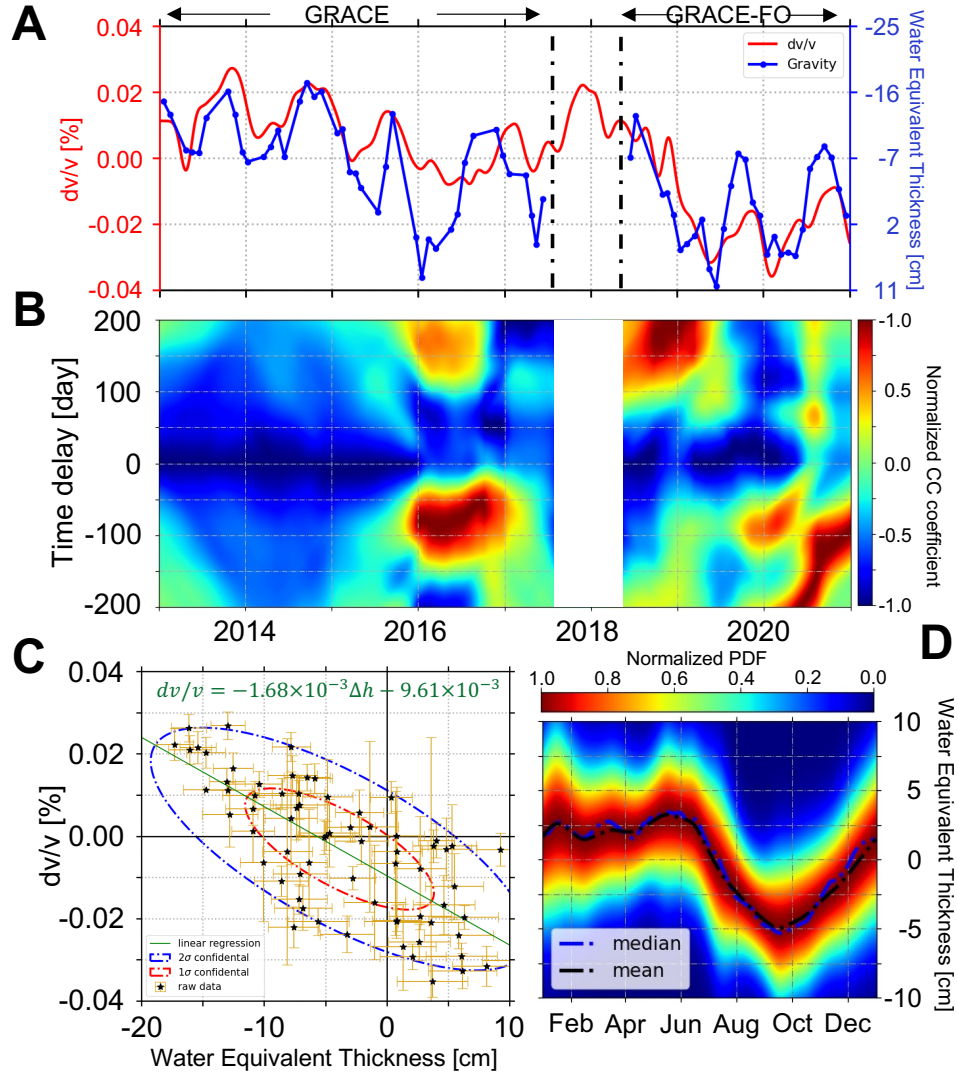 A
GRACE
GRACE-FO
0.04
0.02
0.00
-0.02
-0.04
dv/v [%]
dv/v
Gravity
-25
-16
-7
2
11
Water Equivalent Thickness [cm]
B
200
100
0
-100
-200
Time delay [day]
2014
2016
2018
2020
-1.0
0.5
0.0
-0.5
-1.0
Normalized CC coefficient
C
dv/v = −1.68×10⁻³Δh − 9.61×10⁻³
0.04
0.02
0.00
-0.02
-0.04
dv/v [%]
linear regression
2σ confidental
1σ confidental
raw data
-20
-10
0
10
Water Equivalent Thickness [cm]
D
Normalized PDF
1.0
0.8
0.6
0.4
0.2
0.0
10
5
0
-5
-10
Water Equivalent Thickness [cm]
median
mean
Feb
Apr
Jun
Aug
Oct
Dec